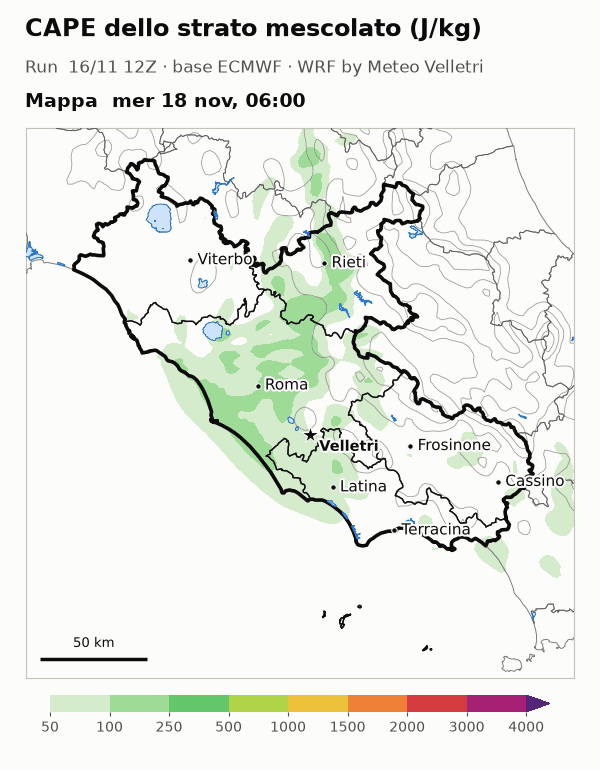 CAPE dello strato mescolato (J/kg)
Run  16/11 12Z · base ECMWF · WRF by Meteo Velletri
Mappa  mer 18 nov, 06:00
Viterbo
Rieti
Roma
Velletri
Frosinone
Latina
Cassino
Terracina
50 km
50 100 250 500 1000 1500 2000 3000 4000